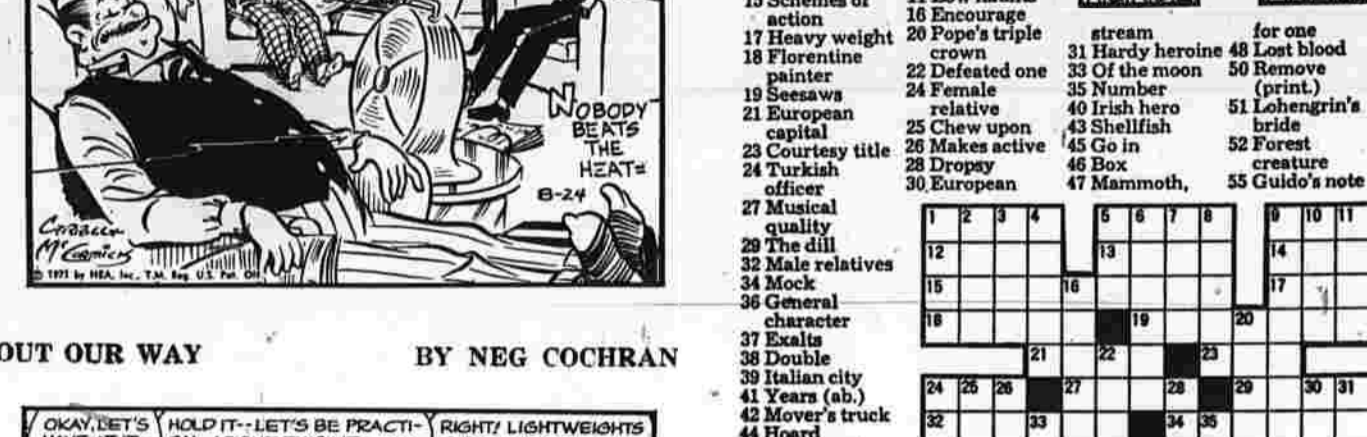 NOBODY
BEATS
THE
HEAT=
8-24
© 1971 by NEA, Inc., T.M. Reg. U.S. Pat. Off
OUT OUR WAY
BY NEG COCHRAN
OKAY, LET'S
HOLD IT--LET'S BE PRACTI-
RIGHT! LIGHTWEIGHTS
15 Schemes of
action
17 Heavy weight
18 Florentine
painter
19 Seesaws
21 European
capital
23 Courtesy title
24 Turkish
officer
27 Musical
quality
29 The dill
32 Male relatives
34 Mock
36 General
character
37 Exalts
38 Double
39 Italian city
41 Years (ab.)
42 Mover's truck
44 Hoard
16 Encourage
20 Pope's triple
crown
22 Defeated one
24 Female
relative
25 Chew upon
26 Makes active
28 Dropsy
30 European
stream
31 Hardy heroine
33 Of the moon
35 Number
40 Irish hero
43 Shellfish
45 Go in
46 Box
47 Mammoth,
for one
48 Lost blood
50 Remove
(print.)
51 Lohengrin's
bride
52 Forest
creature
55 Guido's note
1 2 3 4 5 6 7 8 9 10 11
12 13 14
15 16 17
18 19 20
21 22 23
24 25 26 27 28 29 30 31
32 33 34 35